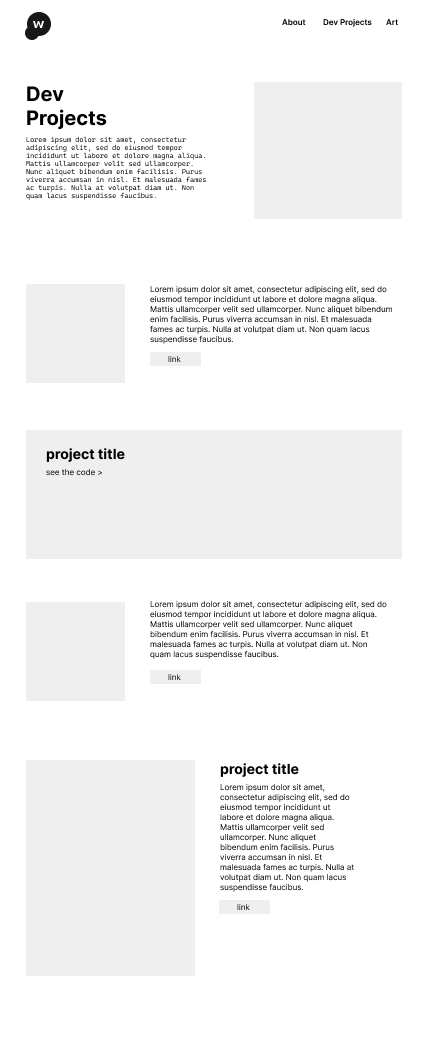 w
About Dev Projects Art
Dev
Projects
Lorem ipsum dolor sit amet, consectetur
adipiscing elit, sed do eiusmod tempor
incididunt ut labore et dolore magna aliqua.
Mattis ullamcorper velit sed ullamcorper.
Nunc aliquet bibendum enim facilisis. Purus
viverra accumsan in nisl. Et malesuada fames
ac turpis. Nulla at volutpat diam ut. Non
quam lacus suspendisse faucibus.
Lorem ipsum dolor sit amet, consectetur adipiscing elit, sed do
eiusmod tempor incididunt ut labore et dolore magna aliqua.
Mattis ullamcorper velit sed ullamcorper. Nunc aliquet bibendum
enim facilisis. Purus viverra accumsan in nisl. Et malesuada
fames ac turpis. Nulla at volutpat diam ut. Non quam lacus
suspendisse faucibus.
link
project title
see the code >
Lorem ipsum dolor sit amet, consectetur adipiscing elit, sed do
eiusmod tempor incididunt ut labore et dolore magna aliqua.
Mattis ullamcorper velit sed ullamcorper. Nunc aliquet
bibendum enim facilisis. Purus viverra accumsan in nisl. Et
malesuada fames ac turpis. Nulla at volutpat diam ut. Non
quam lacus suspendisse faucibus.
link
project title
Lorem ipsum dolor sit amet,
consectetur adipiscing elit, sed do
eiusmod tempor incididunt ut
labore et dolore magna aliqua.
Mattis ullamcorper velit sed
ullamcorper. Nunc aliquet
bibendum enim facilisis. Purus
viverra accumsan in nisl. Et
malesuada fames ac turpis. Nulla at
volutpat diam ut. Non quam lacus
suspendisse faucibus.
link